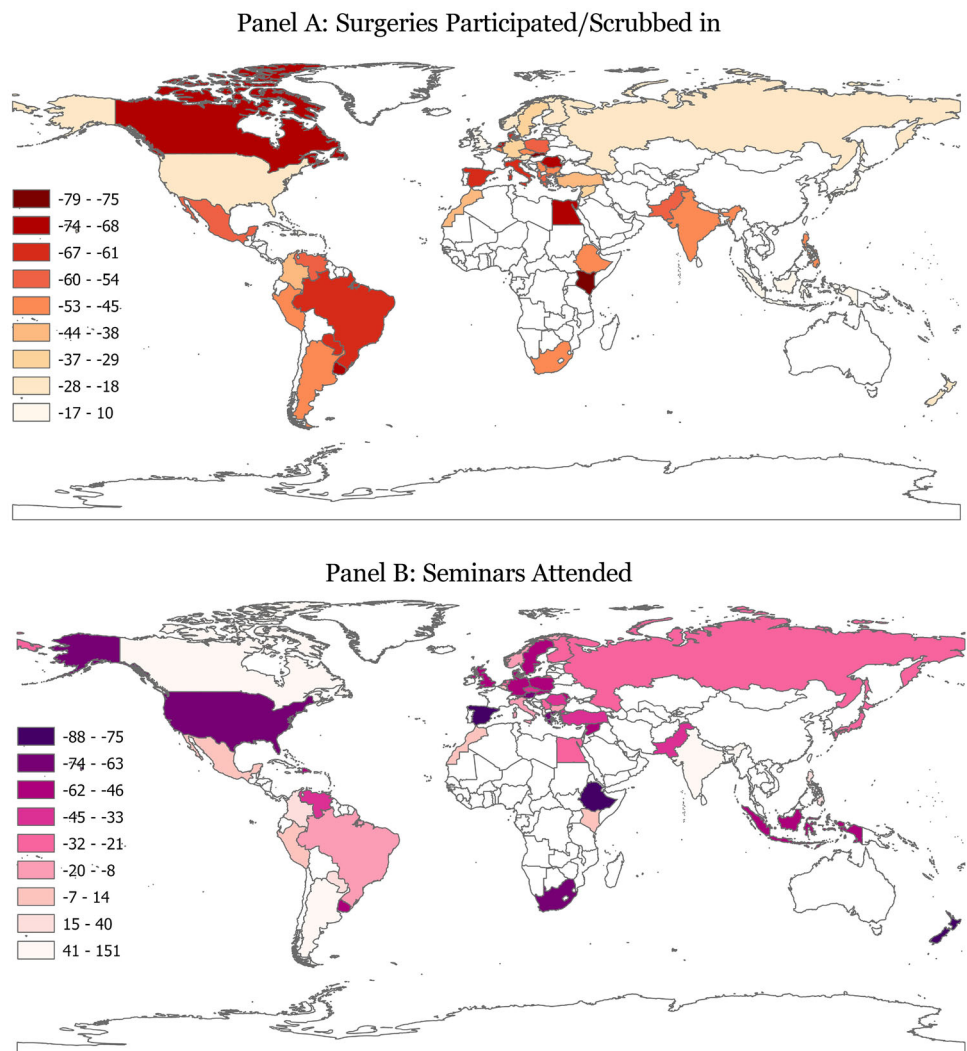 Panel A: Surgeries Participated/Scrubbed in
-79 - -75
-74 - -68
-67 - -61
-60 - -54
-53 - -45
-44 - -38
-37 - -29
-28 - -18
-17 - 10
Panel B: Seminars Attended
-88 - -75
-74 - -63
-62 - -46
-45 - -33
-32 - -21
-20 - -8
-7 - 14
15 - 40
41 - 151